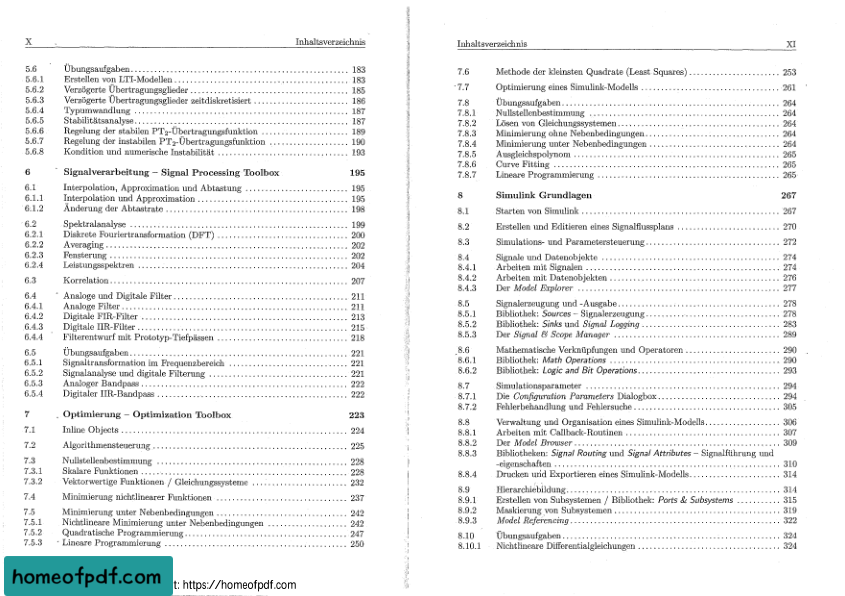 X Inhaltsverzeichnis
5.6 Übungsaufgaben 183
5.6.1 Erstellen von LTI-Modellen 183
5.6.2 Verzögerte Übertragungsglieder 185
5.6.3 Verzögerte Übertragungsglieder zeitdiskretisiert 186
5.6.4 Typumwandlung 187
5.6.5 Stabilitätsanalyse 187
5.6.6 Regelung der stabilen PT₂-Übertragungsfunktion 189
5.6.7 Regelung der instabilen PT₂-Übertragungsfunktion 190
5.6.8 Kondition und numerische Instabilität 193
6 Signalverarbeitung – Signal Processing Toolbox 195
6.1 Interpolation, Approximation und Abtastung 195
6.1.1 Interpolation und Approximation 195
6.1.2 Änderung der Abtastrate 198
6.2 Spektralanalyse 199
6.2.1 Diskrete Fouriertransformation (DFT) 200
6.2.2 Averaging 202
6.2.3 Fensterung 202
6.2.4 Leistungsspektren 204
6.3 Korrelation 207
6.4 Analoge und Digitale Filter 211
6.4.1 Analoge Filter 211
6.4.2 Digitale FIR-Filter 213
6.4.3 Digitale IIR-Filter 215
6.4.4 Filterentwurf mit Prototyp-Tiefpässen 218
6.5 Übungsaufgaben 221
6.5.1 Signaltransformation im Frequenzbereich 221
6.5.2 Signalanalyse und digitale Filterung 221
6.5.3 Analoger Bandpass 222
6.5.4 Digitaler IIR-Bandpass 222
7 Optimierung – Optimization Toolbox 223
7.1 Inline Objects 224
7.2 Algorithmensteuerung 225
7.3 Nullstellenbestimmung 228
7.3.1 Skalare Funktionen 228
7.3.2 Vektorwertige Funktionen / Gleichungssysteme 232
7.4 Minimierung nichtlinearer Funktionen 237
7.5 Minimierung unter Nebenbedingungen 242
7.5.1 Nichtlineare Minimierung unter Nebenbedingungen 242
7.5.2 Quadratische Programmierung 247
7.5.3 Lineare Programmierung 250
homeofpdf.com
t: https://homeofpdf.com
Inhaltsverzeichnis XI
7.6 Methode der kleinsten Quadrate (Least Squares) 253
7.7 Optimierung eines Simulink-Modells 261
7.8 Übungsaufgaben 264
7.8.1 Nullstellenbestimmung 264
7.8.2 Lösen von Gleichungssystemen 264
7.8.3 Minimierung ohne Nebenbedingungen 264
7.8.4 Minimierung unter Nebenbedingungen 264
7.8.5 Ausgleichspolynom 265
7.8.6 Curve Fitting 265
7.8.7 Lineare Programmierung 265
8 Simulink Grundlagen 267
8.1 Starten von Simulink 267
8.2 Erstellen und Editieren eines Signalflussplans 270
8.3 Simulations- und Parametersteuerung 272
8.4 Signale und Datenobjekte 274
8.4.1 Arbeiten mit Signalen 274
8.4.2 Arbeiten mit Datenobjekten 276
8.4.3 Der Model Explorer 277
8.5 Signalerzeugung und -Ausgabe 278
8.5.1 Bibliothek: Sources – Signalerzeugung 278
8.5.2 Bibliothek: Sinks und Signal Logging 283
8.5.3 Der Signal & Scope Manager 289
8.6 Mathematische Verknüpfungen und Operatoren 290
8.6.1 Bibliothek: Math Operations 290
8.6.2 Bibliothek: Logic and Bit Operations 293
8.7 Simulationsparameter 294
8.7.1 Die Configuration Parameters Dialogbox 294
8.7.2 Fehlerbehandlung und Fehlersuche 305
8.8 Verwaltung und Organisation eines Simulink-Modells 306
8.8.1 Arbeiten mit Callback-Routinen 307
8.8.2 Der Model Browser 309
8.8.3 Bibliotheken: Signal Routing und Signal Attributes – Signalführung und
-eigenschaften 310
8.8.4 Drucken und Exportieren eines Simulink-Modells 314
8.9 Hierarchiebildung 314
8.9.1 Erstellen von Subsystemen / Bibliothek: Ports & Subsystems 315
8.9.2 Maskierung von Subsystemen 319
8.9.3 Model Referencing 322
8.10 Übungsaufgaben 324
8.10.1 Nichtlineare Differentialgleichungen 324